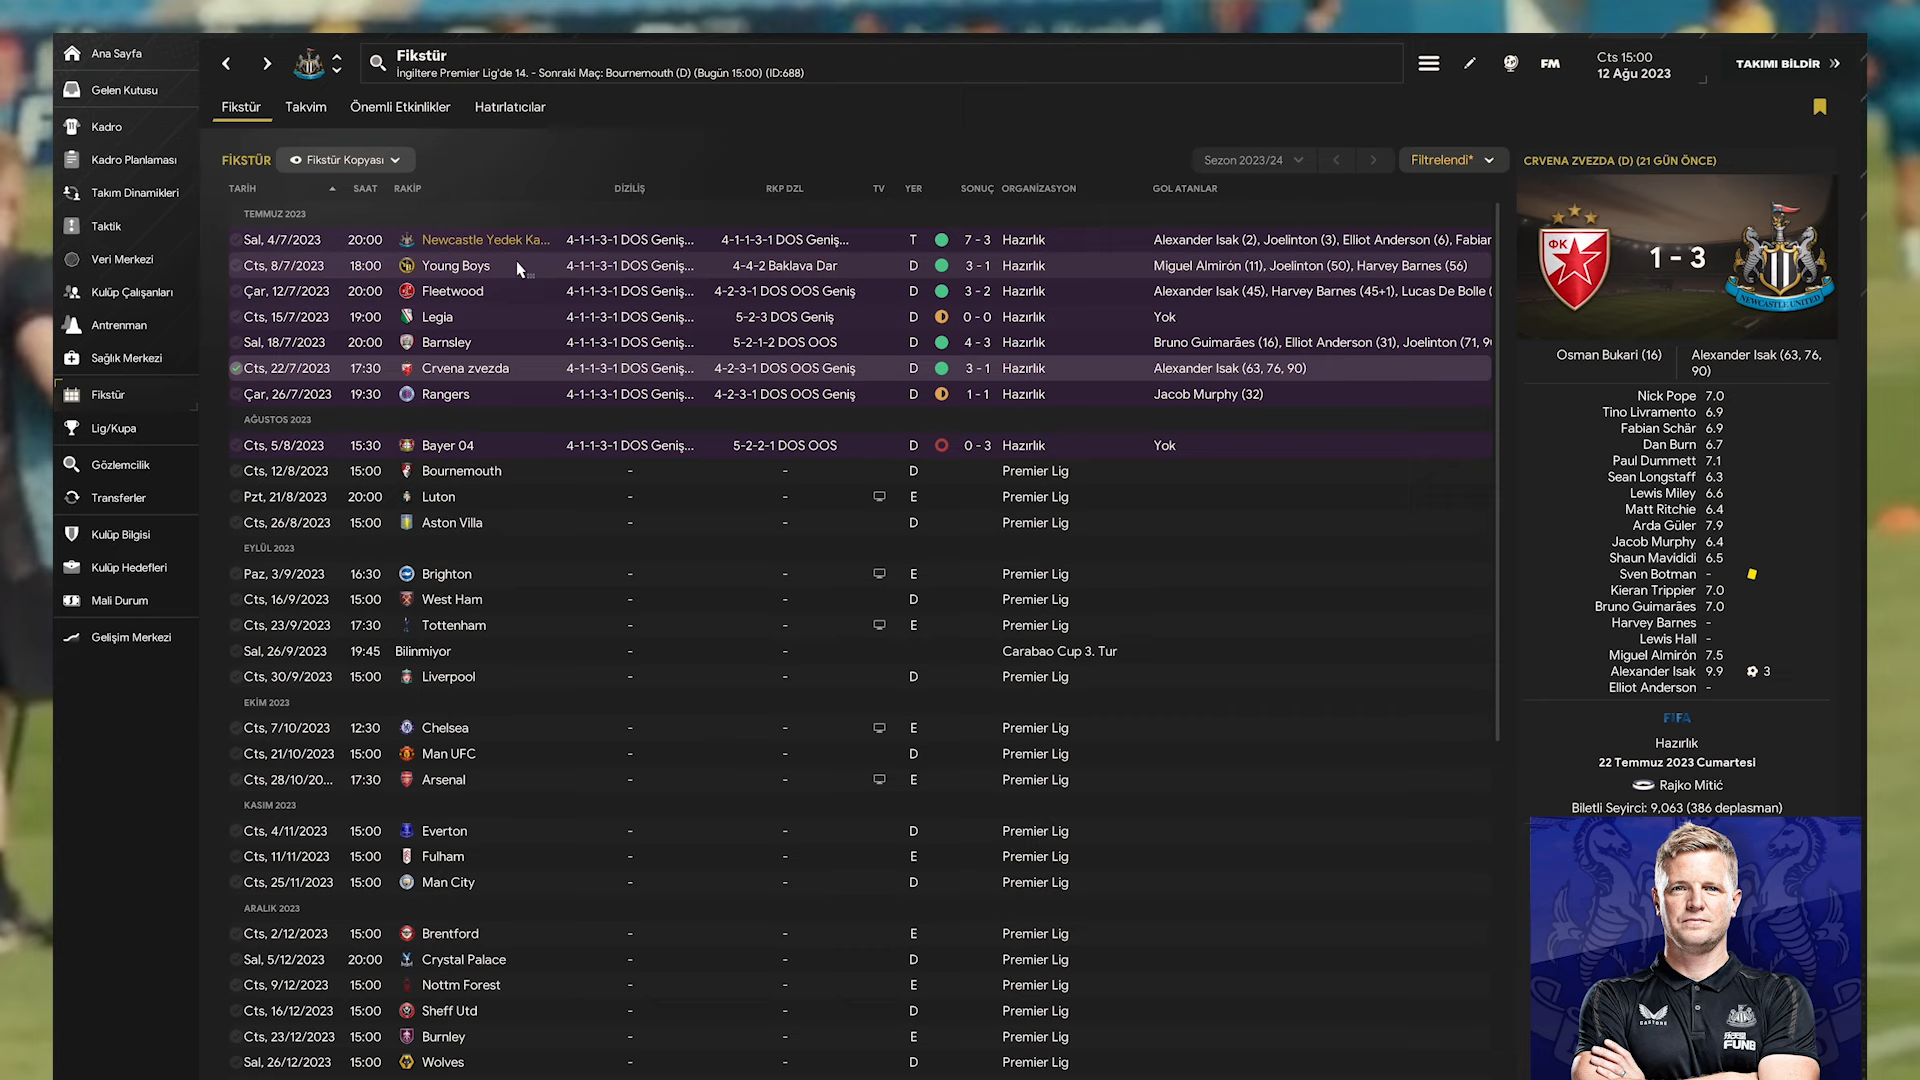 Ana Sayfa
Gelen Kutusu
Kadro
Kadro Planlaması
Takım Dinamikleri
Taktik
Veri Merkezi
Kulüp Çalışanları
Antrenman
Sağlık Merkezi
Fikstür
Lig/Kupa
Gözlemcilik
Transferler
Kulüp Bilgisi
Kulüp Hedefleri
Mali Durum
Gelişim Merkezi
Fikstür
İngiltere Premier Lig'de 14. - Sonraki Maç: Bournemouth (D) (Bugün 15:00) (ID:688)
FM
Cts 15:00
12 Ağu 2023
TAKIMI BİLDİR
Fikstür Takvim Önemli Etkinlikler Hatırlatıcılar
FİKSTÜR Fikstür Kopyası Sezon 2023/24 Filtrelendi*
TARİH SAAT RAKİP DİZİLİŞ RKP DZL TV YER SONUÇ ORGANİZASYON GOL ATANLAR
TEMMUZ 2023
Sal, 4/7/2023 20:00 Newcastle Yedek Ka... 4-1-1-3-1 DOS Geniş... 4-1-1-3-1 DOS Geniş... T 7 - 3 Hazırlık Alexander Isak (2), Joelinton (3), Elliot Anderson (6), Fabian
Cts, 8/7/2023 18:00 Young Boys 4-1-1-3-1 DOS Geniş... 4-4-2 Baklava Dar D 3 - 1 Hazırlık Miguel Almirón (11), Joelinton (50), Harvey Barnes (56)
Çar, 12/7/2023 20:00 Fleetwood 4-1-1-3-1 DOS Geniş... 4-2-3-1 DOS OOS Geniş D 3 - 2 Hazırlık Alexander Isak (45), Harvey Barnes (45+1), Lucas De Bolle (
Cts, 15/7/2023 19:00 Legia 4-1-1-3-1 DOS Geniş... 5-2-3 DOS Geniş D 0 - 0 Hazırlık Yok
Sal, 18/7/2023 20:00 Barnsley 4-1-1-3-1 DOS Geniş... 5-2-1-2 DOS OOS D 4 - 3 Hazırlık Bruno Guimarães (16), Elliot Anderson (31), Joelinton (71, 90
Cts, 22/7/2023 17:30 Crvena zvezda 4-1-1-3-1 DOS Geniş... 4-2-3-1 DOS OOS Geniş D 3 - 1 Hazırlık Alexander Isak (63, 76, 90)
Çar, 26/7/2023 19:30 Rangers 4-1-1-3-1 DOS Geniş... 4-2-3-1 DOS OOS Geniş D 1 - 1 Hazırlık Jacob Murphy (32)
AĞUSTOS 2023
Cts, 5/8/2023 15:30 Bayer 04 4-1-1-3-1 DOS Geniş... 5-2-2-1 DOS OOS D 0 - 3 Hazırlık Yok
Cts, 12/8/2023 15:00 Bournemouth - - D Premier Lig
Pzt, 21/8/2023 20:00 Luton - - E Premier Lig
Cts, 26/8/2023 15:00 Aston Villa - - D Premier Lig
EYLÜL 2023
Paz, 3/9/2023 16:30 Brighton - - E Premier Lig
Cts, 16/9/2023 15:00 West Ham - - D Premier Lig
Cts, 23/9/2023 17:30 Tottenham - - E Premier Lig
Sal, 26/9/2023 19:45 Bilinmiyor - - Carabao Cup 3. Tur
Cts, 30/9/2023 15:00 Liverpool - - D Premier Lig
EKİM 2023
Cts, 7/10/2023 12:30 Chelsea - - E Premier Lig
Cts, 21/10/2023 15:00 Man UFC - - D Premier Lig
Cts, 28/10/20... 17:30 Arsenal - - E Premier Lig
KASIM 2023
Cts, 4/11/2023 15:00 Everton - - D Premier Lig
Cts, 11/11/2023 15:00 Fulham - - E Premier Lig
Cts, 25/11/2023 15:00 Man City - - D Premier Lig
ARALIK 2023
Cts, 2/12/2023 15:00 Brentford - - E Premier Lig
Sal, 5/12/2023 20:00 Crystal Palace - - D Premier Lig
Cts, 9/12/2023 15:00 Nottm Forest - - E Premier Lig
Cts, 16/12/2023 15:00 Sheff Utd - - D Premier Lig
Cts, 23/12/2023 15:00 Burnley - - E Premier Lig
Sal, 26/12/2023 15:00 Wolves - - D Premier Lig
CRVENA ZVEZDA (D) (21 GÜN ÖNCE)
ФК
1 - 3
NEWCASTLE UNITED
Osman Bukari (16)
Alexander Isak (63, 76, 90)
Nick Pope 7.0
Tino Livramento 6.9
Fabian Schär 6.9
Dan Burn 6.7
Paul Dummett 7.1
Sean Longstaff 6.3
Lewis Miley 6.6
Matt Ritchie 6.4
Arda Güler 7.9
Jacob Murphy 6.4
Shaun Mavididi 6.5
Sven Botman -
Kieran Trippier 7.0
Bruno Guimarães 7.0
Harvey Barnes -
Lewis Hall -
Miguel Almirón 7.5
Alexander Isak 9.9 3
Elliot Anderson -
FIFA
Hazırlık
22 Temmuz 2023 Cumartesi
Rajko Mitić
Biletli Seyirci: 9,063 (386 deplasman)
CASTORE
FUN88